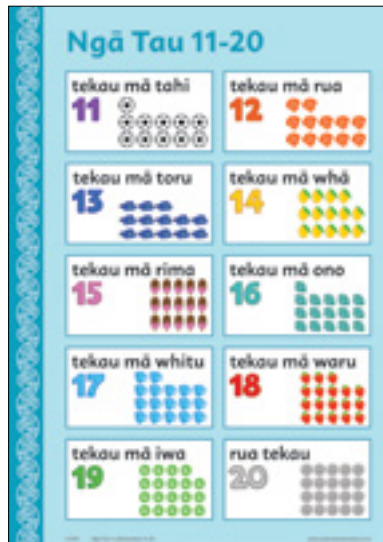 Ngā Tau 11-20
tekau mā tahi
11
tekau mā rua
12
tekau mā toru
13
tekau mā whā
14
tekau mā rima
15
tekau mā ono
16
tekau mā whitu
17
tekau mā waru
18
tekau mā iwa
19
rua tekau
20